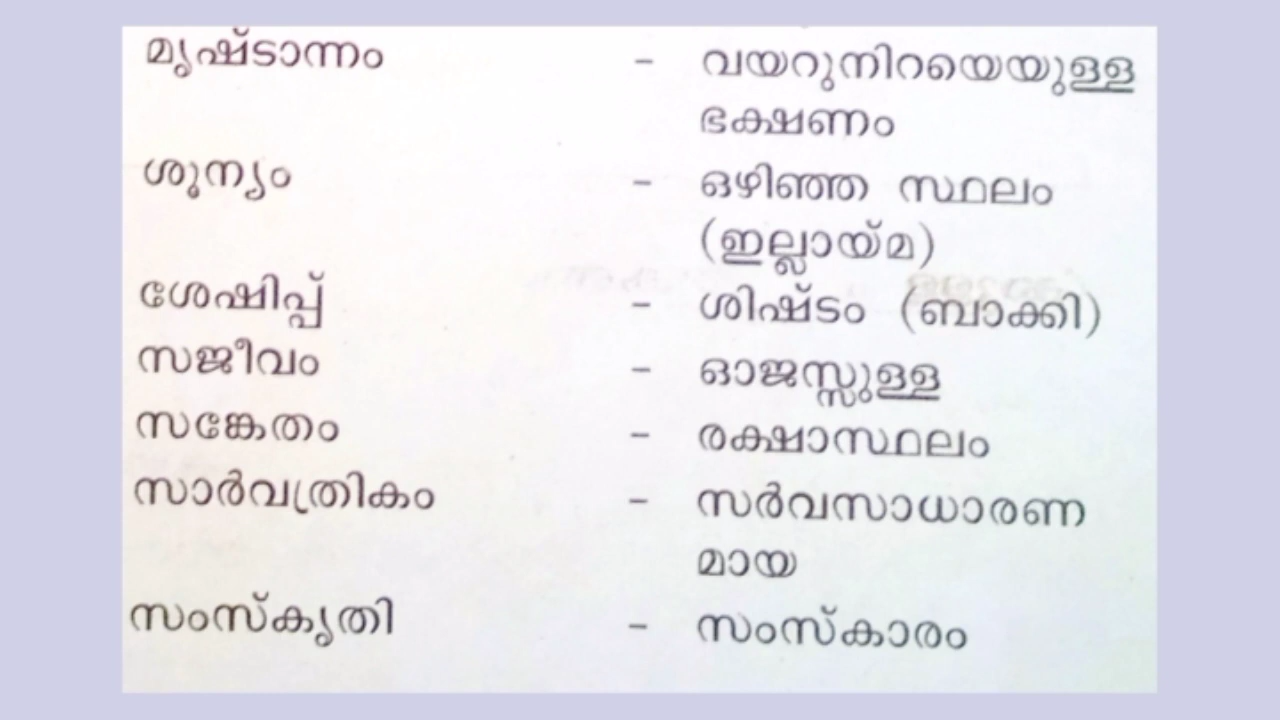 മൃഷ്ടാന്നം - വയറുനിറയെയുള്ള
ഭക്ഷണം
ശൂന്യം - ഒഴിഞ്ഞ സ്ഥലം
(ഇല്ലായ്മ)
ശേഷിപ്പ് - ശിഷ്ടം (ബാക്കി)
സജീവം - ഓജസ്സുള്ള
സങ്കേതം - രക്ഷാസ്ഥലം
സാർവത്രികം - സർവസാധാരണ
മായ
സംസ്കൃതി - സംസ്കാരം